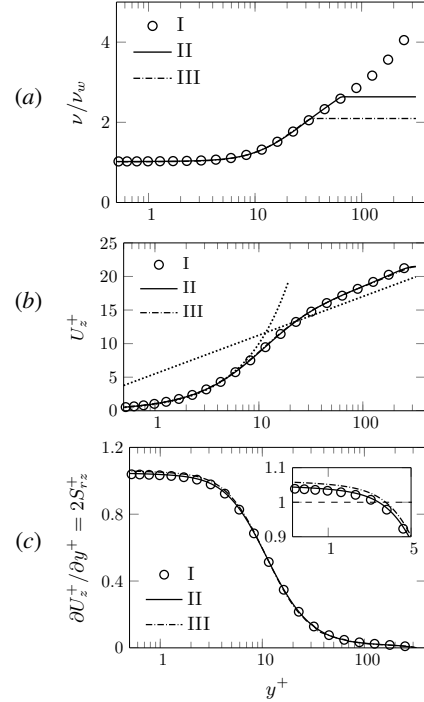 (a)
ν/ν_w
4
2
0
I
II
III
1
10
100
(b)
U_z^+
25
20
15
10
5
0
I
II
III
1
10
100
(c)
∂U_z^+/∂y^+ = 2S_{rz}^+
1.2
0.8
0.4
0
I
II
III
1.1
1
0.9
1
5
1
10
100
y^+